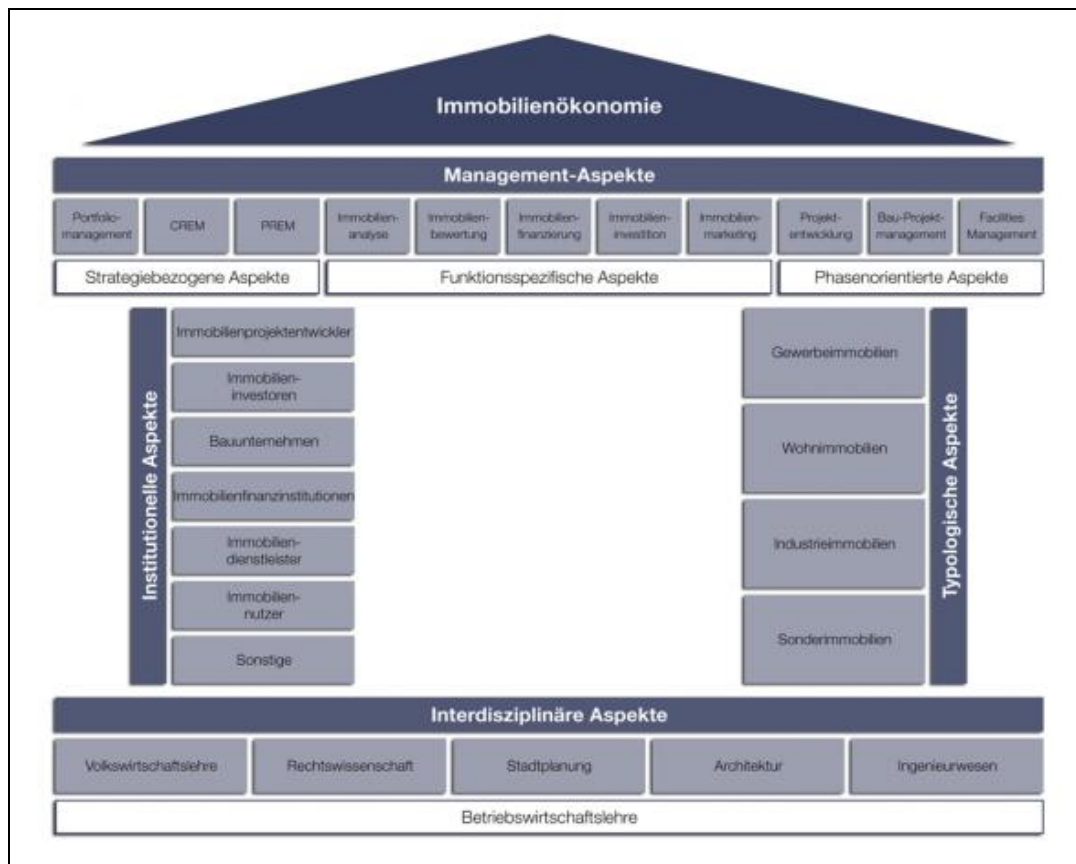 Immobilienökonomie
Management-Aspekte
Portfolio-
management
CREM
PREM
Immobilien-
analyse
Immobilien-
bewertung
Immobilien-
finanzierung
Immobilien-
investition
Immobilien-
marketing
Projekt-
entwicklung
Bau-Projekt-
management
Facilities
Management
Strategiebezogene Aspekte
Funktionsspezifische Aspekte
Phasenorientierte Aspekte
Institutionelle Aspekte
Immobilienprojektentwickler
Immobilien-
investoren
Bauunternehmen
Immobilienfinanzinstitutionen
Immobilien-
dienstleister
Immobilien-
nutzer
Sonstige
Gewerbeimmobilien
Wohnimmobilien
Industrieimmobilien
Sonderimmobilien
Typologische Aspekte
Interdisziplinäre Aspekte
Volkswirtschaftslehre
Rechtswissenschaft
Stadtplanung
Architektur
Ingenieurwesen
Betriebswirtschaftslehre